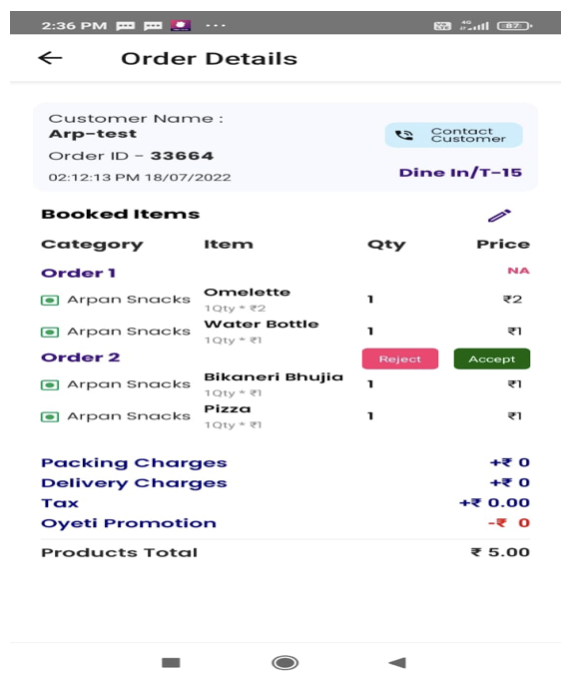 2:36 PM
87
Order Details
Customer Name :
Arp-test
Contact Customer
Order ID - 33664
02:12:13 PM 18/07/2022
Dine In/T-15
Booked Items
Category Item Qty Price
Order 1 NA
Arpan Snacks Omelette 1 ₹2
1Qty * ₹2
Arpan Snacks Water Bottle 1 ₹1
1Qty * ₹1
Order 2 Reject Accept
Arpan Snacks Bikaneri Bhujia 1 ₹1
1Qty * ₹1
Arpan Snacks Pizza 1 ₹1
1Qty * ₹1
Packing Charges +₹ 0
Delivery Charges +₹ 0
Tax +₹ 0.00
Oyeti Promotion -₹ 0
Products Total ₹ 5.00